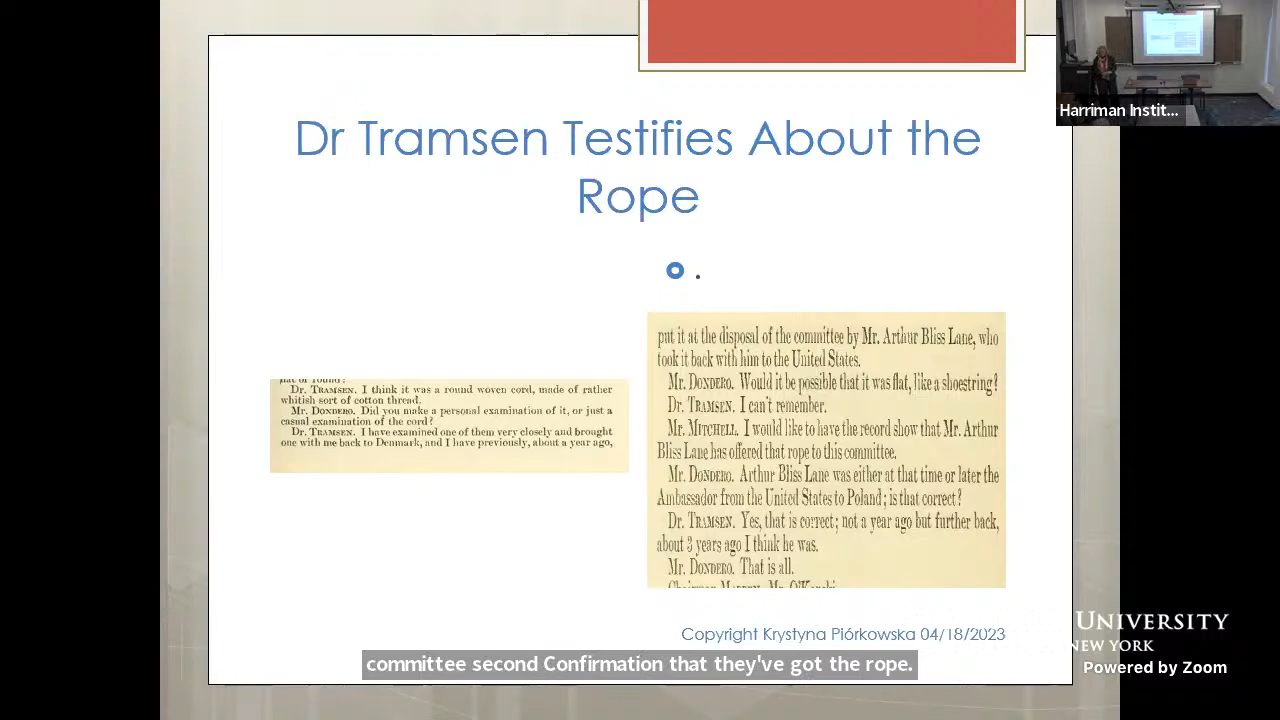 Harriman Instit...
Dr Tramsen Testifies About the
Rope
.
Dr. TRAMSEN. I think it was a round woven cord, made of rather
whitish sort of cotton thread.
Mr. DONDERO. Did you make a personal examination of it, or just a
casual examination of the cord?
Dr. TRAMSEN. I have examined one of them very closely and brought
one with me back to Denmark, and I have previously, about a year ago,
put it at the disposal of the committee by Mr. Arthur Bliss Lane, who
took it back with him to the United States.
Mr. DONDERO. Would it be possible that it was flat, like a shoestring?
Dr. TRAMSEN. I can't remember.
Mr. MITCHELL. I would like to have the record show that Mr. Arthur
Bliss Lane has offered that rope to this committee.
Mr. DONDERO. Arthur Bliss Lane was either at that time or later the
Ambassador from the United States to Poland; is that correct?
Dr. TRAMSEN. Yes, that is correct; not a year ago but further back,
about 3 years ago I think he was.
Mr. DONDERO. That is all.
Copyright Krystyna Piórkowska 04/18/2023
UNIVERSITY
NEW YORK
Powered by Zoom
committee second Confirmation that they've got the rope.